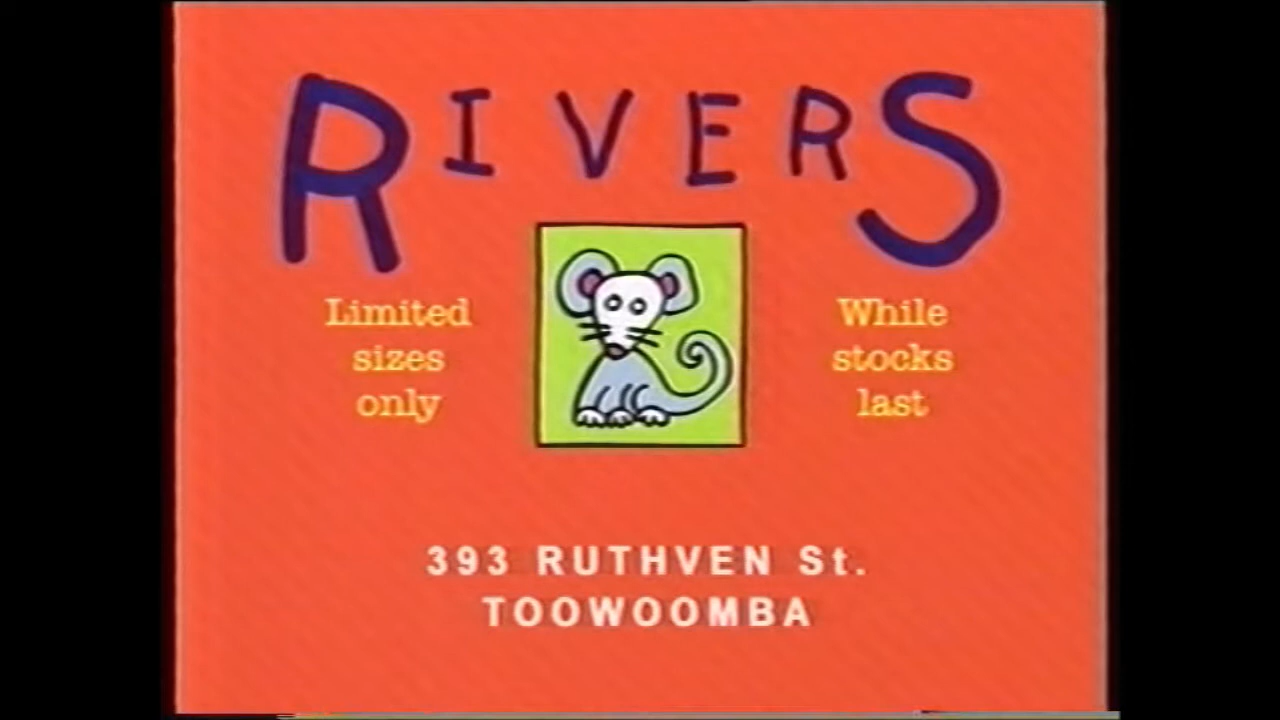 RIVERS
Limited
sizes
only
While
stocks
last
393 RUTHVEN St.
TOOWOOMBA